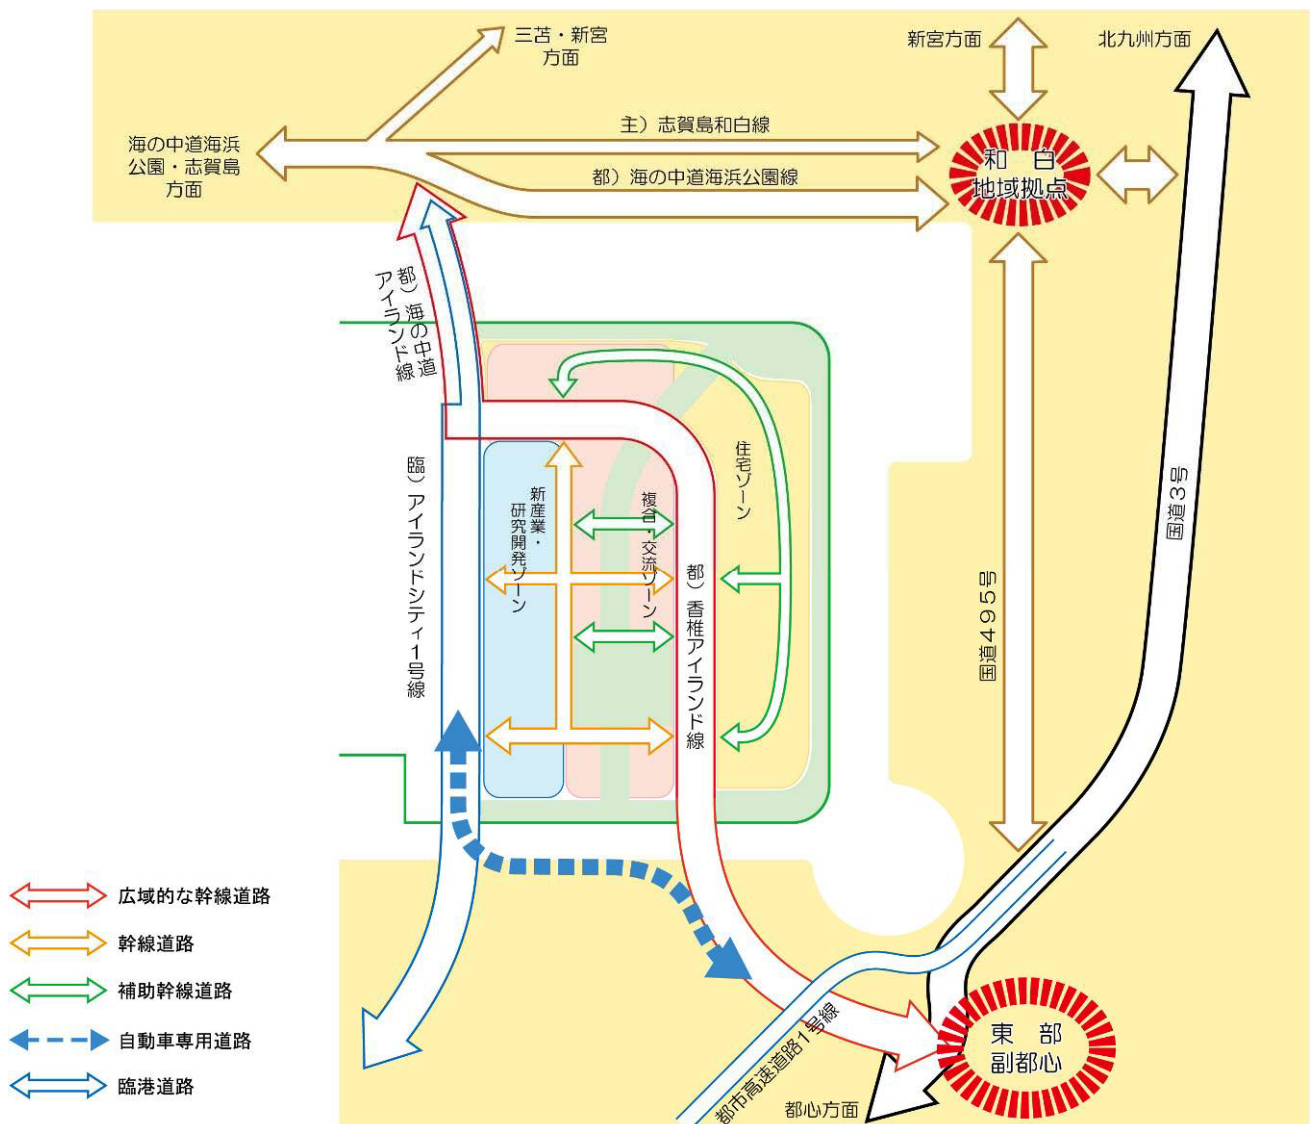 三苫・新宮
方面
新宮方面
北九州方面
主）志賀島和白線
海の中道海浜
公園・志賀島
方面
都）海の中道海浜公園線
和　白
地域拠点
都）海の中道
アイランド線
住宅ゾーン
臨）アイランドシティ1号線
新産業・
研究開発ゾーン
複合・交流ゾーン
都）香椎アイランド線
国道3号
国道495号
広域的な幹線道路
幹線道路
補助幹線道路
自動車専用道路
臨港道路
都市高速道路1号線
東　部
副都心
都心方面